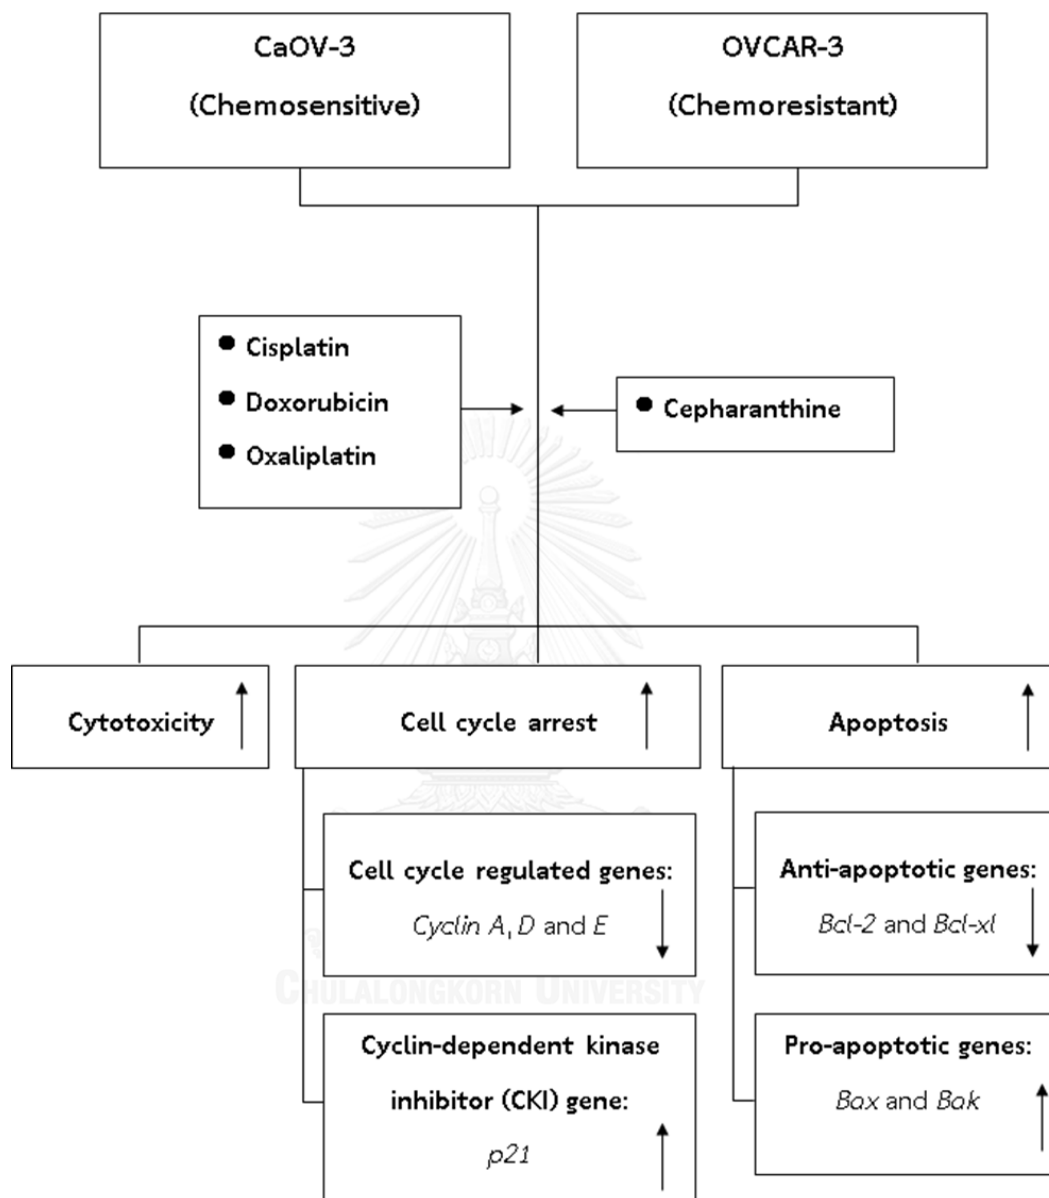 CaOV-3
(Chemosensitive)
OVCAR-3
(Chemoresistant)
● Cisplatin
● Doxorubicin
● Oxaliplatin
● Cepharanthine
Cytotoxicity
Cell cycle arrest
Apoptosis
Cell cycle regulated genes:
Cyclin A, D and E
Anti-apoptotic genes:
Bcl-2 and Bcl-xl
CHULALONGKORN UNIVERSITY
Cyclin-dependent kinase
inhibitor (CKI) gene:
p21
Pro-apoptotic genes:
Bax and Bak